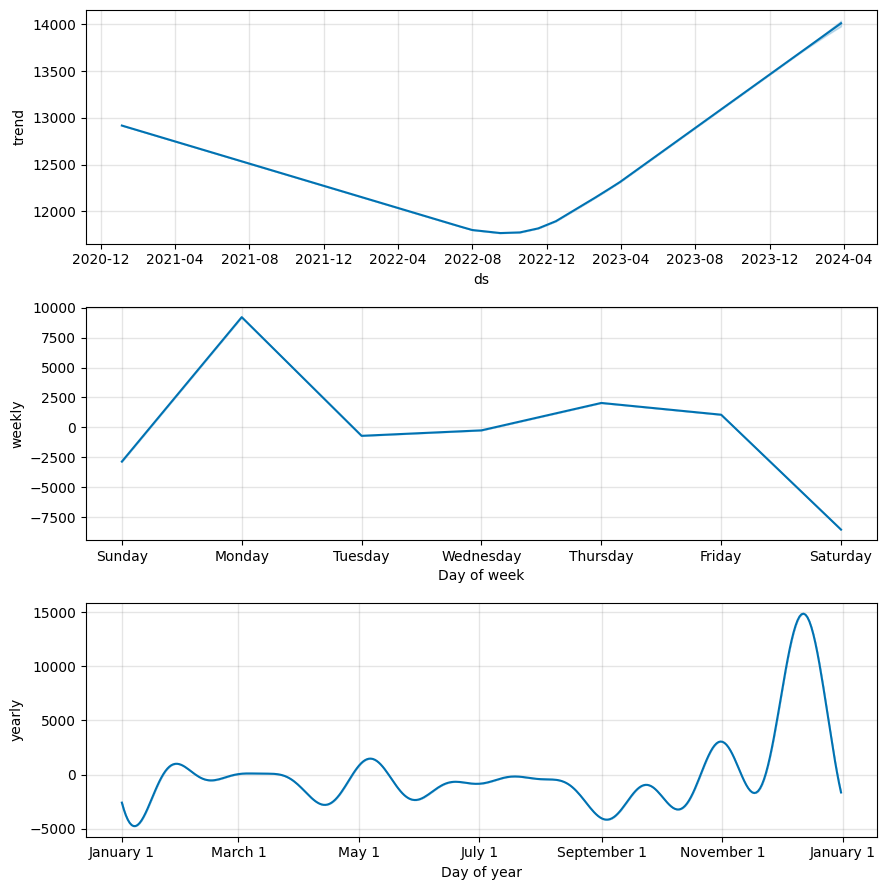 14000
13500
13000
12500
12000
trend
2020-12 2021-04 2021-08 2021-12 2022-04 2022-08 2022-12 2023-04 2023-08 2023-12 2024-04
ds
10000
7500
5000
2500
0
−2500
−5000
−7500
weekly
Sunday Monday Tuesday Wednesday Thursday Friday Saturday
Day of week
15000
10000
5000
0
−5000
yearly
January 1 March 1 May 1 July 1 September 1 November 1 January 1
Day of year